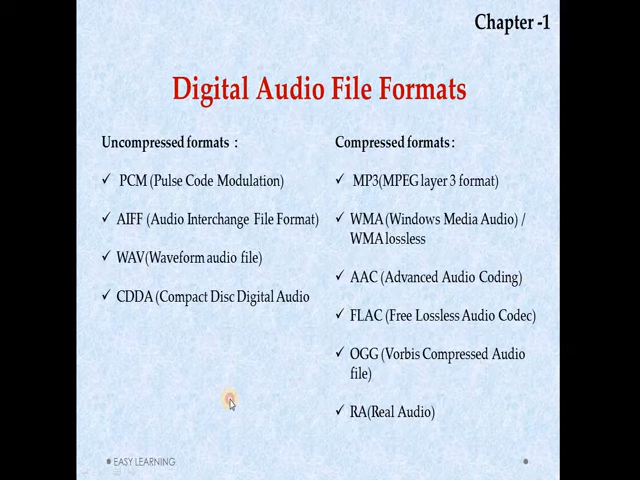 Chapter -1
Digital Audio File Formats
Uncompressed formats :
✓ PCM (Pulse Code Modulation)
✓ AIFF (Audio Interchange File Format)
✓ WAV(Waveform audio file)
✓ CDDA (Compact Disc Digital Audio
Compressed formats :
✓ MP3(MPEG layer 3 format)
✓ WMA (Windows Media Audio) /
WMA lossless
✓ AAC (Advanced Audio Coding)
✓ FLAC (Free Lossless Audio Codec)
✓ OGG (Vorbis Compressed Audio
file)
✓ RA(Real Audio)
EASY LEARNING